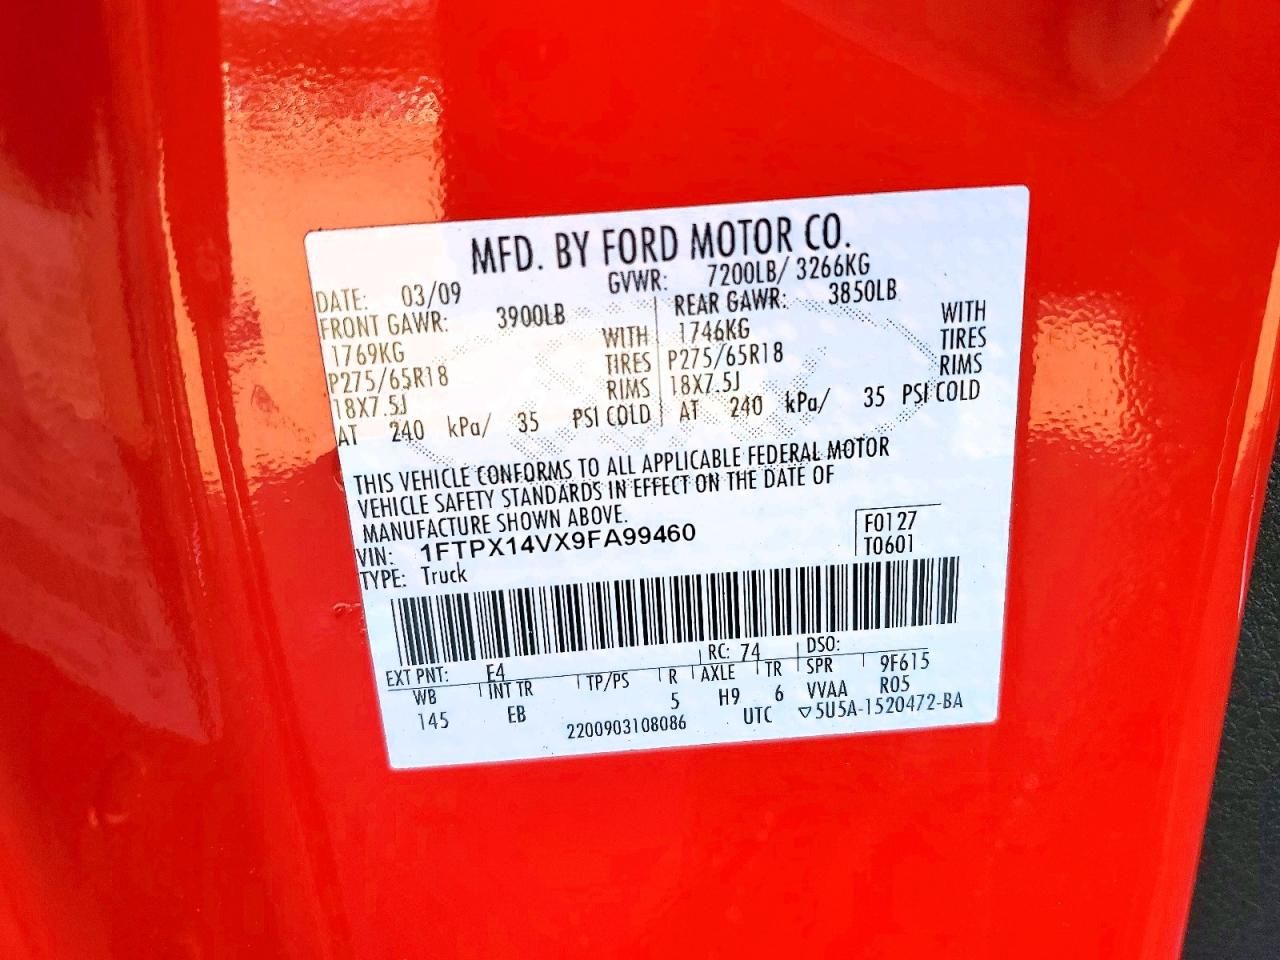 MFD. BY FORD MOTOR CO.
DATE: 03/09 GVWR: 7200LB/ 3266KG
FRONT GAWR: 3900LB REAR GAWR: 3850LB
1769KG WITH 1746KG WITH
P275/65R18 TIRES P275/65R18 TIRES
18X7.5J RIMS 18X7.5J RIMS
AT 240 kPa/ 35 PSI COLD AT 240 kPa/ 35 PSI COLD
THIS VEHICLE CONFORMS TO ALL APPLICABLE FEDERAL MOTOR
VEHICLE SAFETY STANDARDS IN EFFECT ON THE DATE OF
MANUFACTURE SHOWN ABOVE.
VIN: 1FTPX14VX9FA99460 F0127
TYPE: Truck T0601
EXT PNT: E4 RC: 74 DSO:
WB INT TR TP/PS R AXLE TR SPR 9F615
145 EB 5 H9 6 VVAA R05
2200903108086 UTC ▽5U5A-1520472-BA